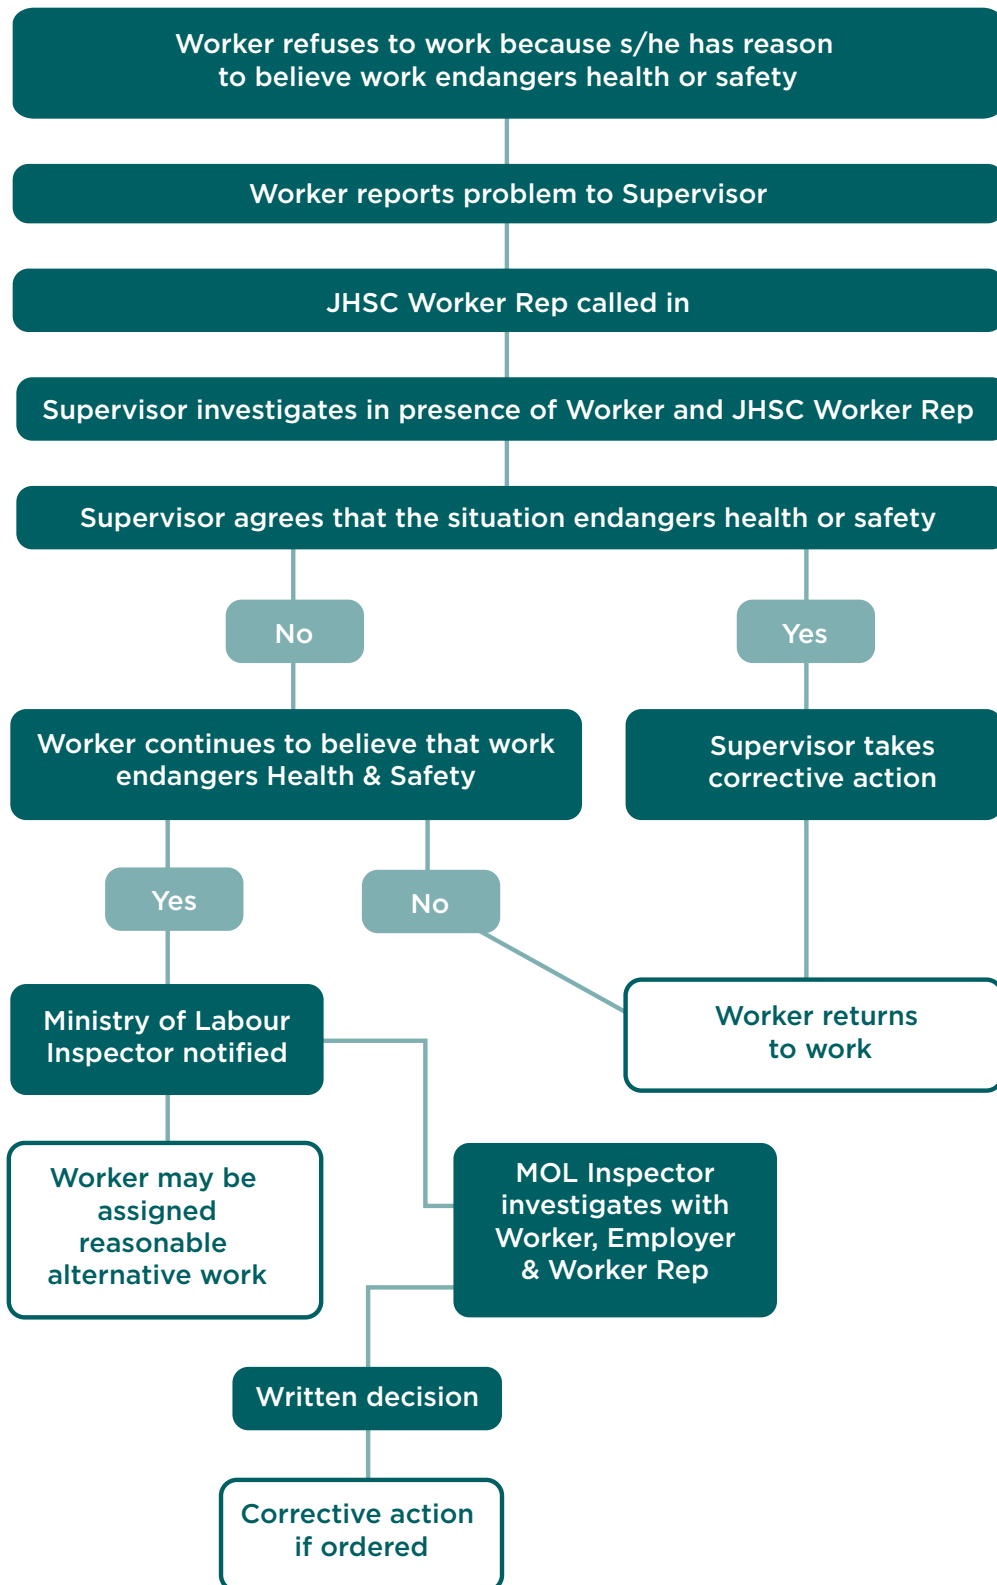 Worker refuses to work because s/he has reason
to believe work endangers health or safety
Worker reports problem to Supervisor
JHSC Worker Rep called in
Supervisor investigates in presence of Worker and JHSC Worker Rep
Supervisor agrees that the situation endangers health or safety
No
Yes
Worker continues to believe that work
endangers Health & Safety
Supervisor takes
corrective action
Yes
No
Ministry of Labour
Inspector notified
Worker returns
to work
Worker may be
assigned
reasonable
alternative work
MOL Inspector
investigates with
Worker, Employer
& Worker Rep
Written decision
Corrective action
if ordered